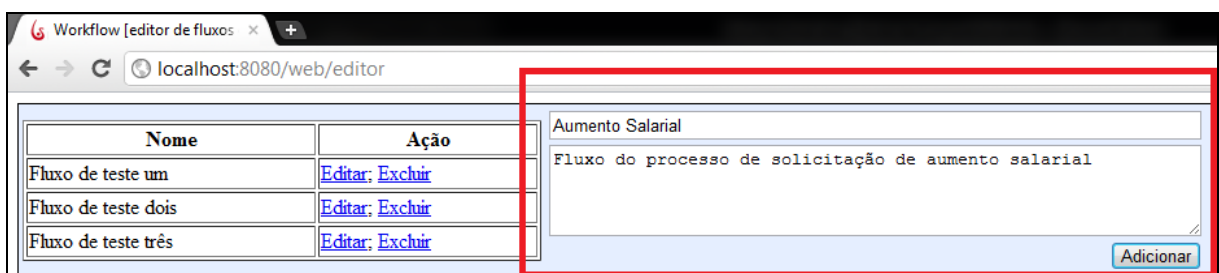 Workflow [editor de fluxos
localhost:8080/web/editor
Nome Ação
Fluxo de teste um Editar; Excluir
Fluxo de teste dois Editar; Excluir
Fluxo de teste três Editar; Excluir
Aumento Salarial
Fluxo do processo de solicitação de aumento salarial
Adicionar